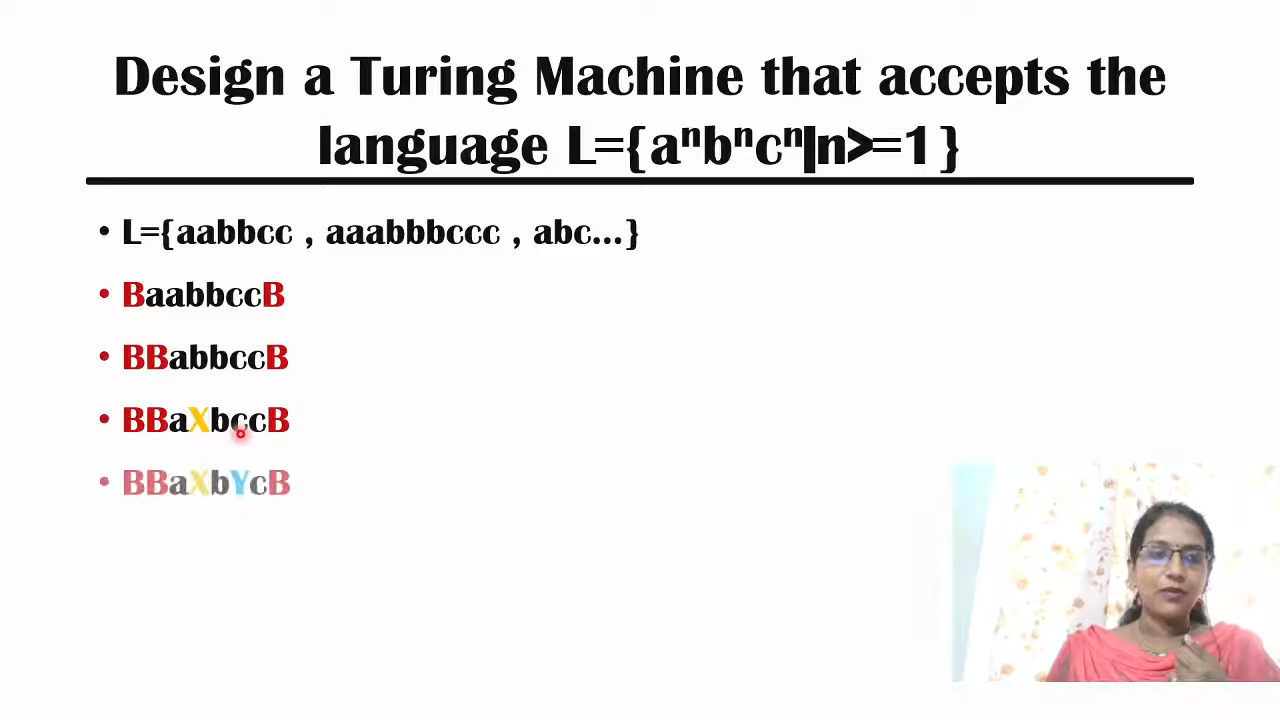 Design a Turing Machine that accepts the
language L={aⁿbⁿcⁿ|n>=1}
• L={aabbcc , aaabbbccc , abc...}
• BaabbccB
• BBabbccB
• BBaXbccB
• BBaXbYcB